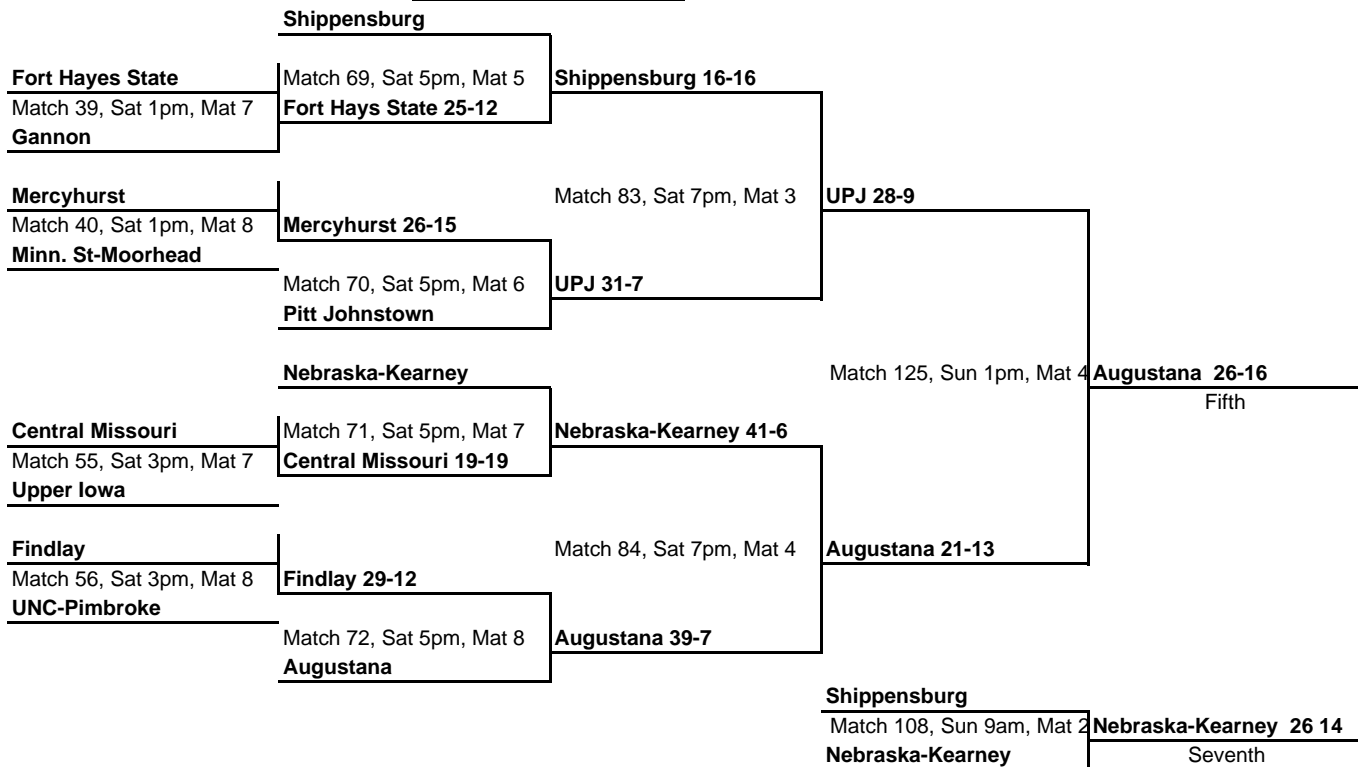 Shippensburg
Fort Hayes State
Match 69, Sat 5pm, Mat 5
Shippensburg 16-16
Match 39, Sat 1pm, Mat 7
Fort Hays State 25-12
Gannon
Mercyhurst
Match 83, Sat 7pm, Mat 3
UPJ 28-9
Match 40, Sat 1pm, Mat 8
Mercyhurst 26-15
Minn. St-Moorhead
Match 70, Sat 5pm, Mat 6
UPJ 31-7
Pitt Johnstown
Nebraska-Kearney
Match 125, Sun 1pm, Mat 4
Augustana 26-16
Fifth
Central Missouri
Match 71, Sat 5pm, Mat 7
Nebraska-Kearney 41-6
Match 55, Sat 3pm, Mat 7
Central Missouri 19-19
Upper Iowa
Findlay
Match 84, Sat 7pm, Mat 4
Augustana 21-13
Match 56, Sat 3pm, Mat 8
Findlay 29-12
UNC-Pimbroke
Match 72, Sat 5pm, Mat 8
Augustana 39-7
Augustana
Shippensburg
Match 108, Sun 9am, Mat 2
Nebraska-Kearney 26 14
Nebraska-Kearney
Seventh